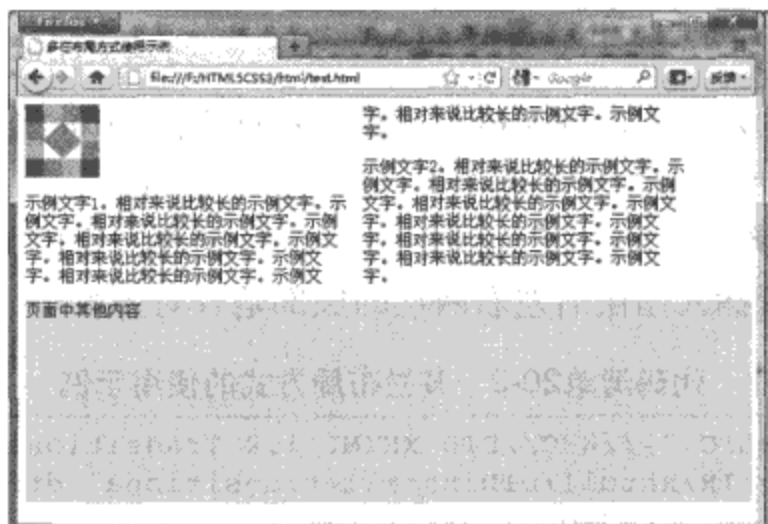 多栏布局方式使用示例
file:///F:/HTML5CSS3/html/test.html
Google
反馈
示例文字1。相对来说比较长的示例文字。示
例文字。相对来说比较长的示例文字。示例
文字。相对来说比较长的示例文字。示例文
字。相对来说比较长的示例文字。示例文
字。相对来说比较长的示例文字。示例文
字。相对来说比较长的示例文字。示例文
字。
示例文字2。相对来说比较长的示例文字。示
例文字。相对来说比较长的示例文字。示例
文字。相对来说比较长的示例文字。示例文
字。相对来说比较长的示例文字。示例文
字。相对来说比较长的示例文字。示例文
字。相对来说比较长的示例文字。示例文
字。
页面中其他内容